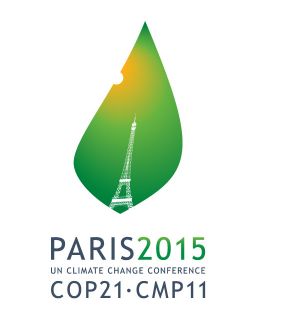 PARIS2015
UN CLIMATE CHANGE CONFERENCE
COP21·CMP11